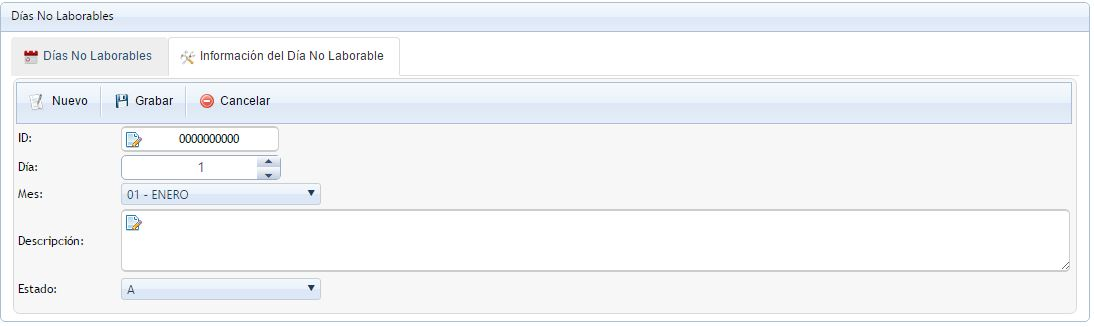 Días No Laborables
Días No Laborables Información del Día No Laborable
Nuevo Grabar Cancelar
ID: 0000000000
Día: 1
Mes: 01 - ENERO
Descripción:
Estado: A